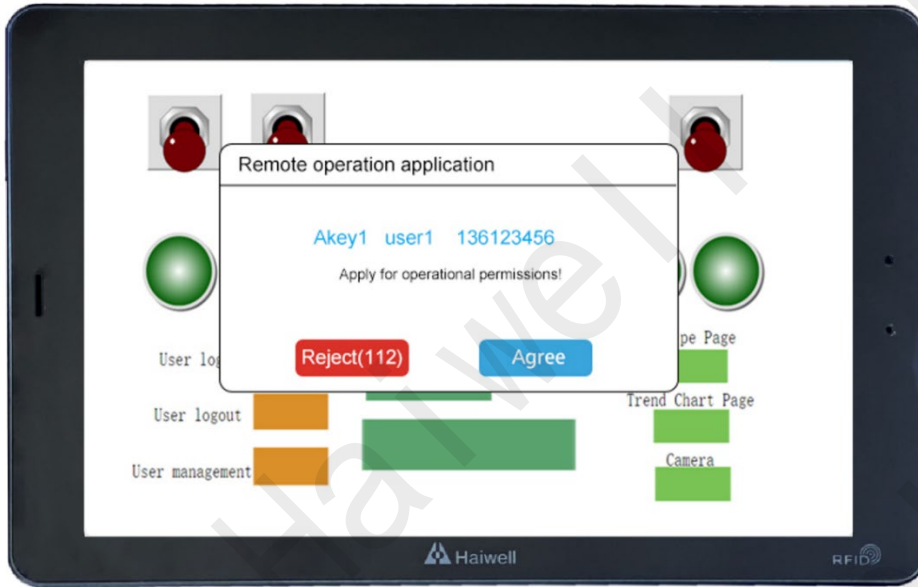 Remote operation application
Akey1 user1 136123456
Apply for operational permissions!
Reject(112)
Agree
User log
pe Page
User logout
Trend Chart Page
User management
Camera
Haiwell
RFID
Haiwell